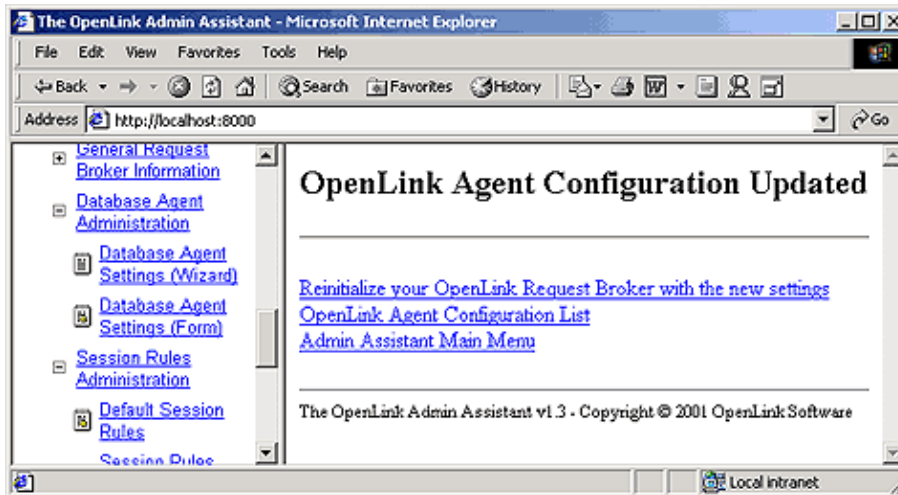 The OpenLink Admin Assistant - Microsoft Internet Explorer
File Edit View Favorites Tools Help
Back Search Favorites History
Address http://localhost:8000 Go
General Request
Broker Information
Database Agent
Administration
Database Agent
Settings (Wizard)
Database Agent
Settings (Form)
Session Rules
Administration
Default Session
Rules
Session Rules
OpenLink Agent Configuration Updated
Reinitialize your OpenLink Request Broker with the new settings
OpenLink Agent Configuration List
Admin Assistant Main Menu
The OpenLink Admin Assistant v1.3 - Copyright © 2001 OpenLink Software
Local intranet